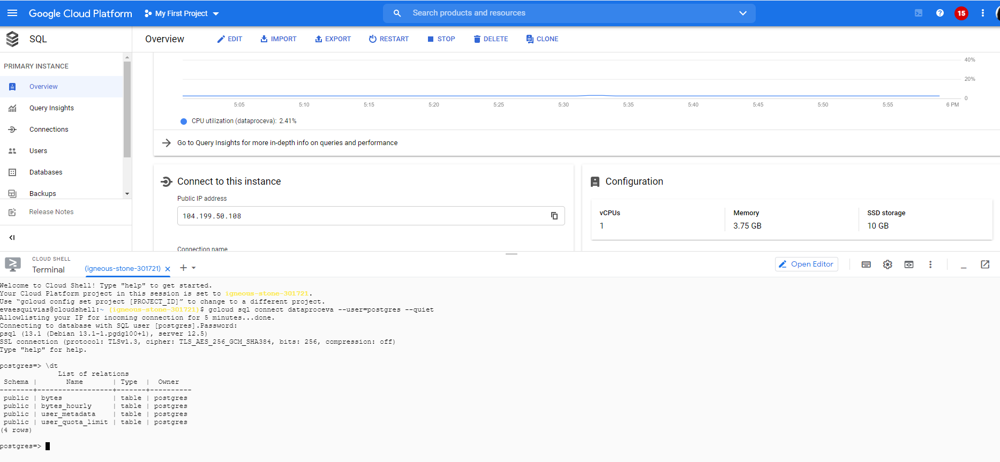 Google Cloud Platform
My First Project
Search products and resources
15
SQL
Overview
EDIT
IMPORT
EXPORT
RESTART
STOP
DELETE
CLONE
PRIMARY INSTANCE
Overview
Query Insights
Connections
Users
Databases
Backups
Release Notes
40%
20%
0
5:05 5:10 5:15 5:20 5:25 5:30 5:35 5:40 5:45 5:50 5:55 6 PM
CPU utilization (dataproceva): 2.41%
Go to Query Insights for more in-depth info on queries and performance
Connect to this instance
Public IP address
104.199.50.108
Connection name
Configuration
vCPUs Memory SSD storage
1 3.75 GB 10 GB
CLOUD SHELL
Terminal
(igneous-stone-301721)
Open Editor
Welcome to Cloud Shell! Type "help" to get started.
Your Cloud Platform project in this session is set to igneous-stone-301721.
Use “gcloud config set project [PROJECT_ID]” to change to a different project.
evaesquivias@cloudshell:~ (igneous-stone-301721)$ gcloud sql connect dataproceva --user=postgres --quiet
Allowlisting your IP for incoming connection for 5 minutes...done.
Connecting to database with SQL user [postgres].Password:
psql (13.1 (Debian 13.1-1.pgdg100+1), server 12.5)
SSL connection (protocol: TLSv1.3, cipher: TLS_AES_256_GCM_SHA384, bits: 256, compression: off)
Type "help" for help.
postgres=> \dt
List of relations
Schema | Name | Type | Owner
--------+------------------+-------+----------
public | bytes | table | postgres
public | bytes_hourly | table | postgres
public | user_metadata | table | postgres
public | user_quota_limit | table | postgres
(4 rows)
postgres=>